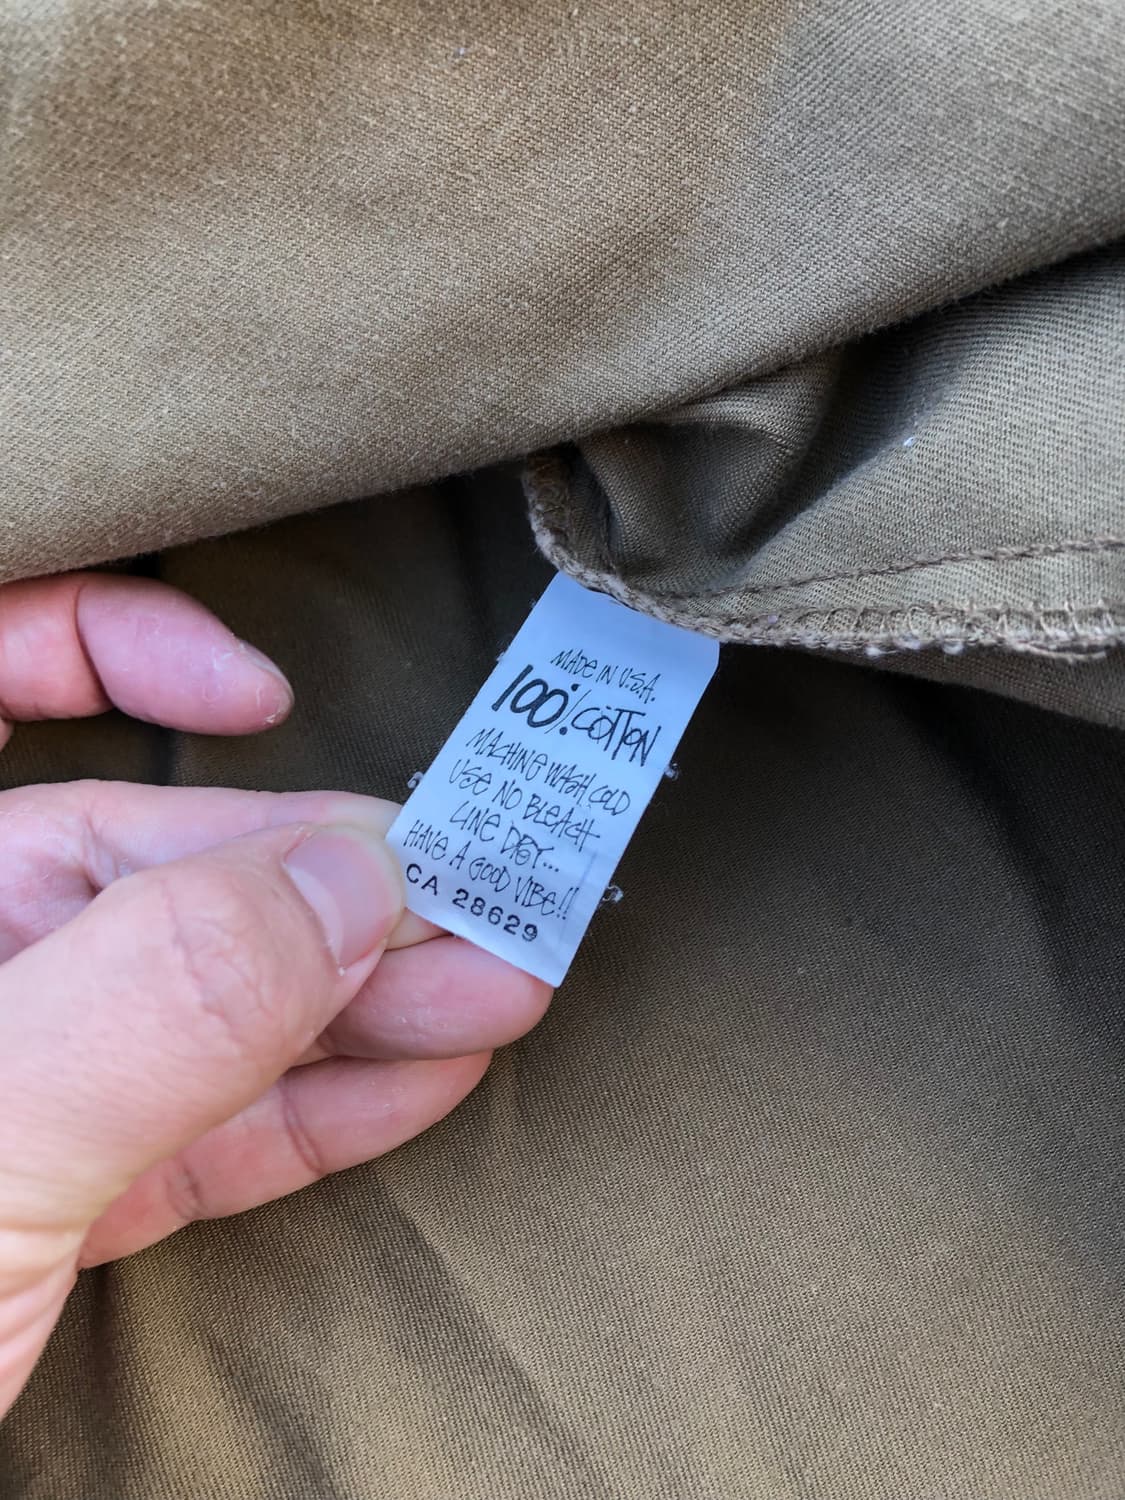 MADE IN U.S.A.
100% COTTON
MACHINE WASH COLD
USE NO BLEACH
LINE DRY...
HAVE A GOOD VIBE!!
CA 28629